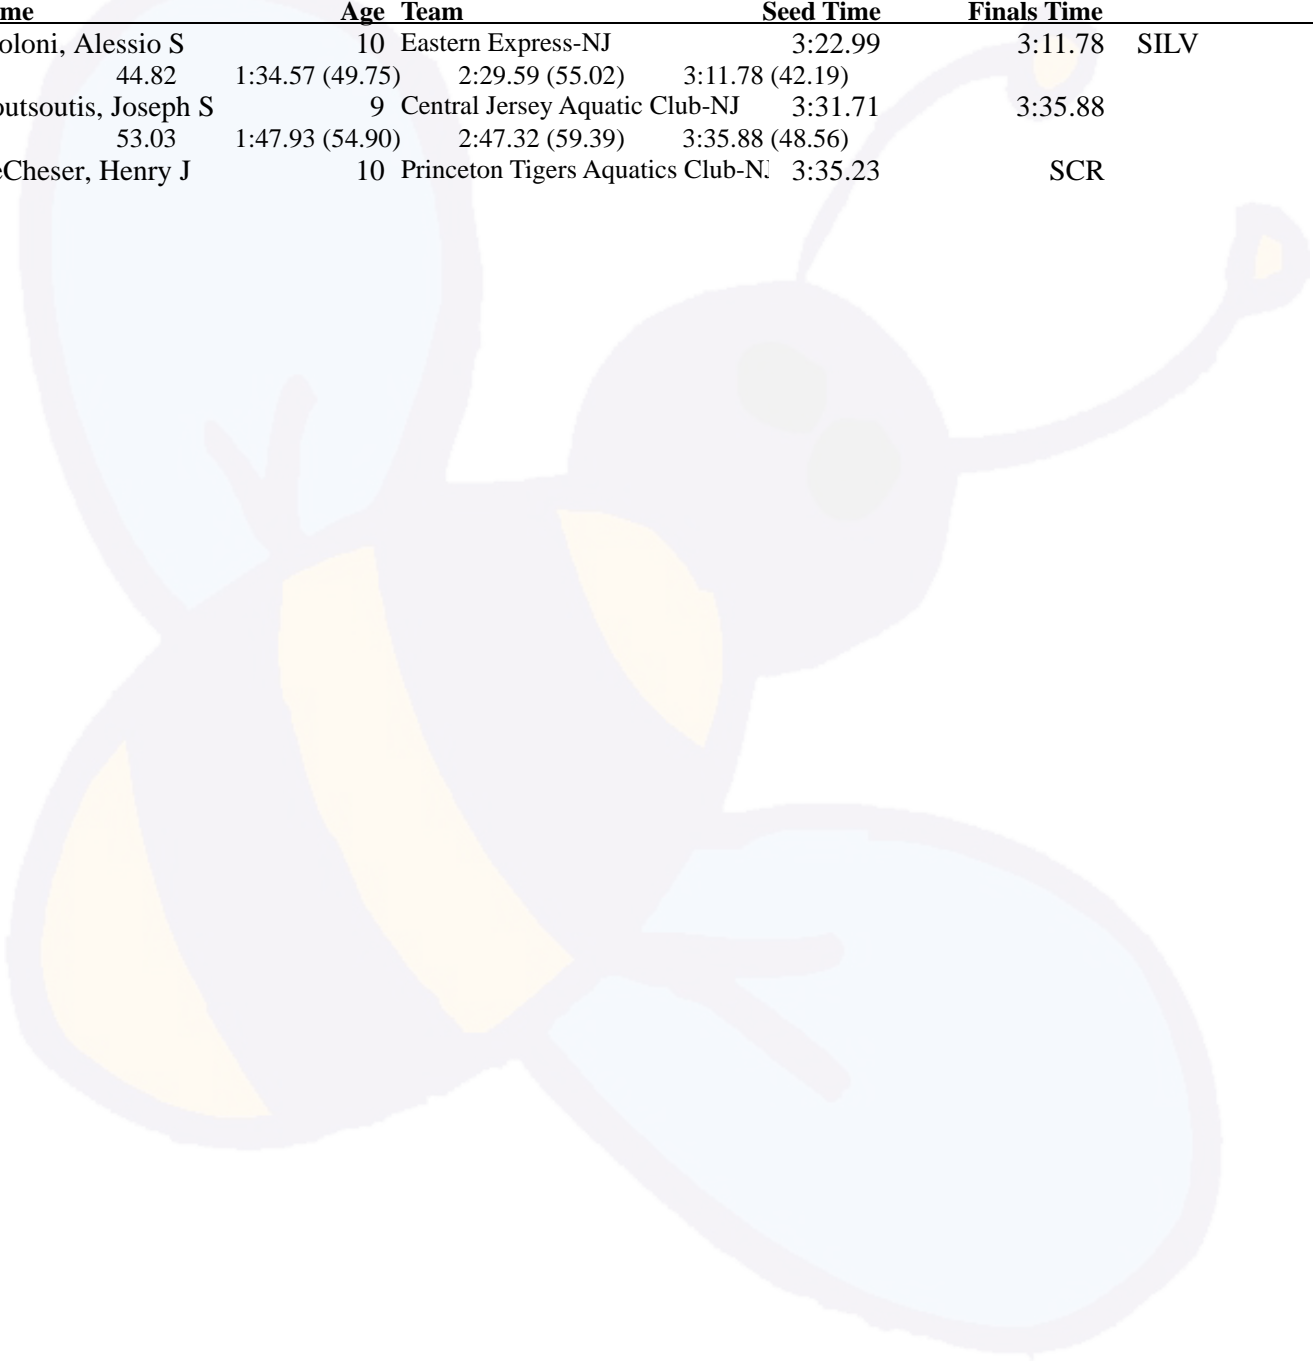 me Age Team Seed Time Finals Time
oloni, Alessio S 10 Eastern Express-NJ 3:22.99 3:11.78 SILV
44.82 1:34.57 (49.75) 2:29.59 (55.02) 3:11.78 (42.19)
outsoutis, Joseph S 9 Central Jersey Aquatic Club-NJ 3:31.71 3:35.88
53.03 1:47.93 (54.90) 2:47.32 (59.39) 3:35.88 (48.56)
eCheser, Henry J 10 Princeton Tigers Aquatics Club-NJ 3:35.23 SCR